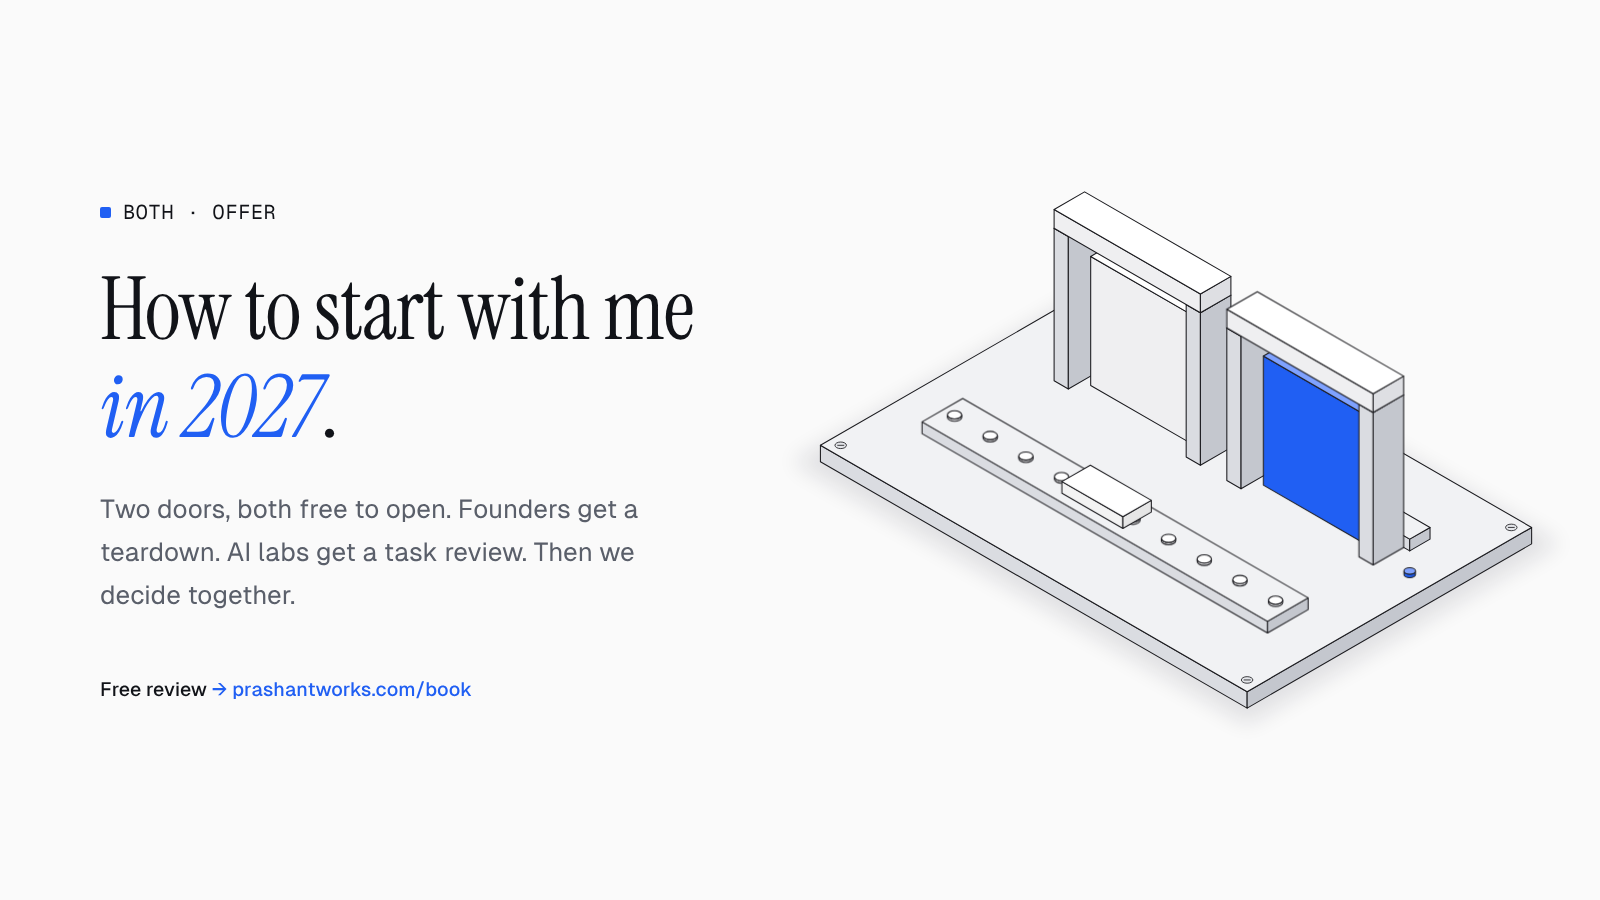 BOTH · OFFER
How to start with me
in 2027.
Two doors, both free to open. Founders get a
teardown. AI labs get a task review. Then we
decide together.
Free review → prashantworks.com/book